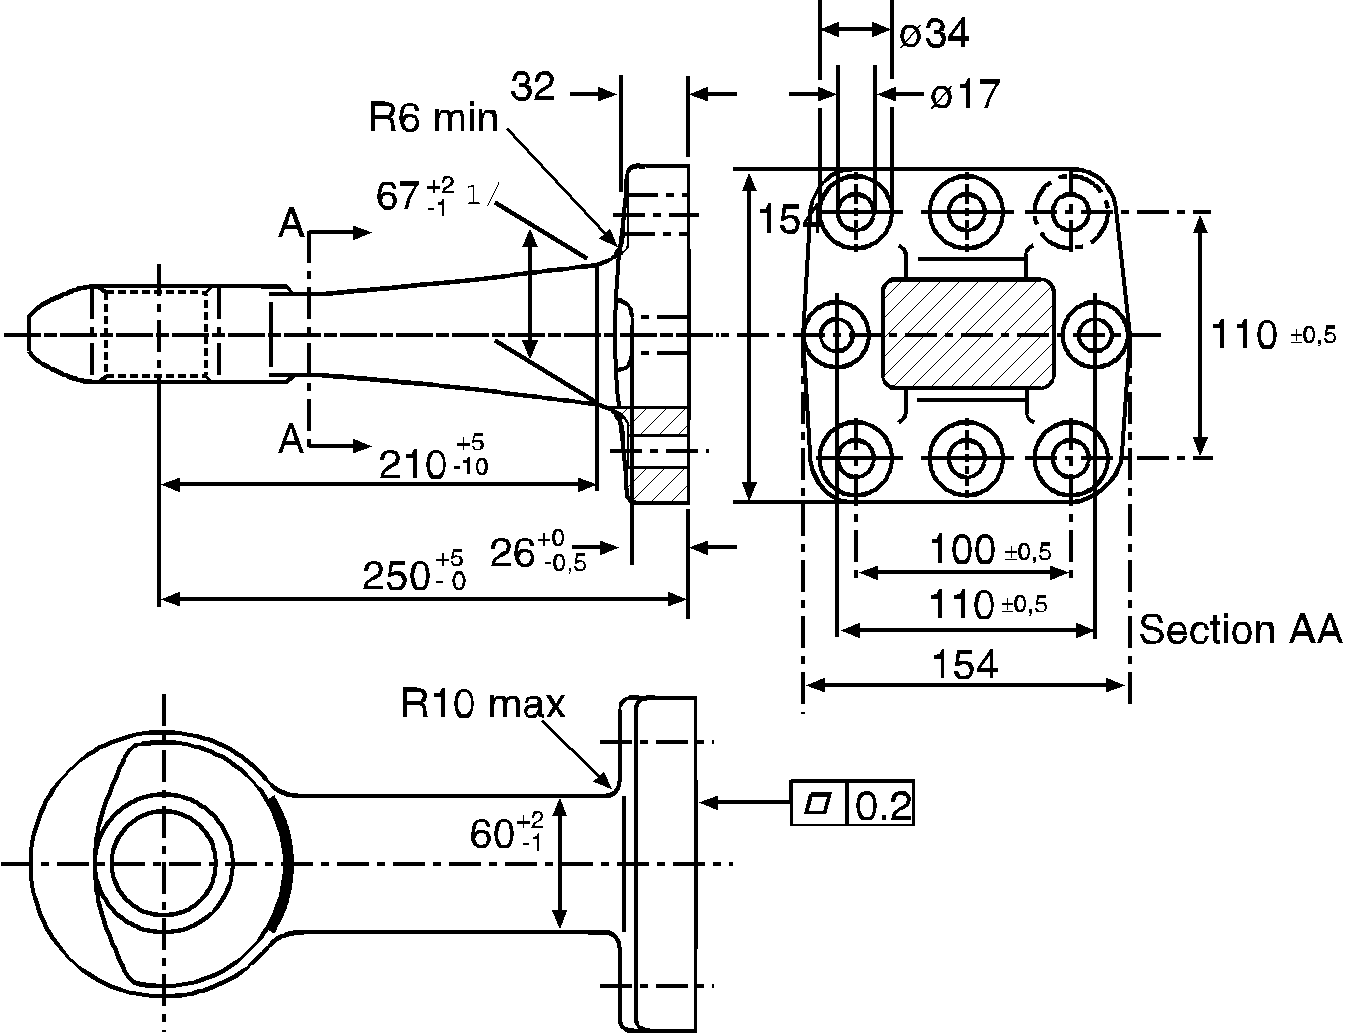 ø34
32
ø17
R6 min
67 +2 -1 1/
154
A
110 ±0,5
A
210 +5 -10
26 +0 -0,5
100 ±0,5
250 +5 -0
110 ±0,5
Section AA
154
R10 max
0.2
60 +2 -1